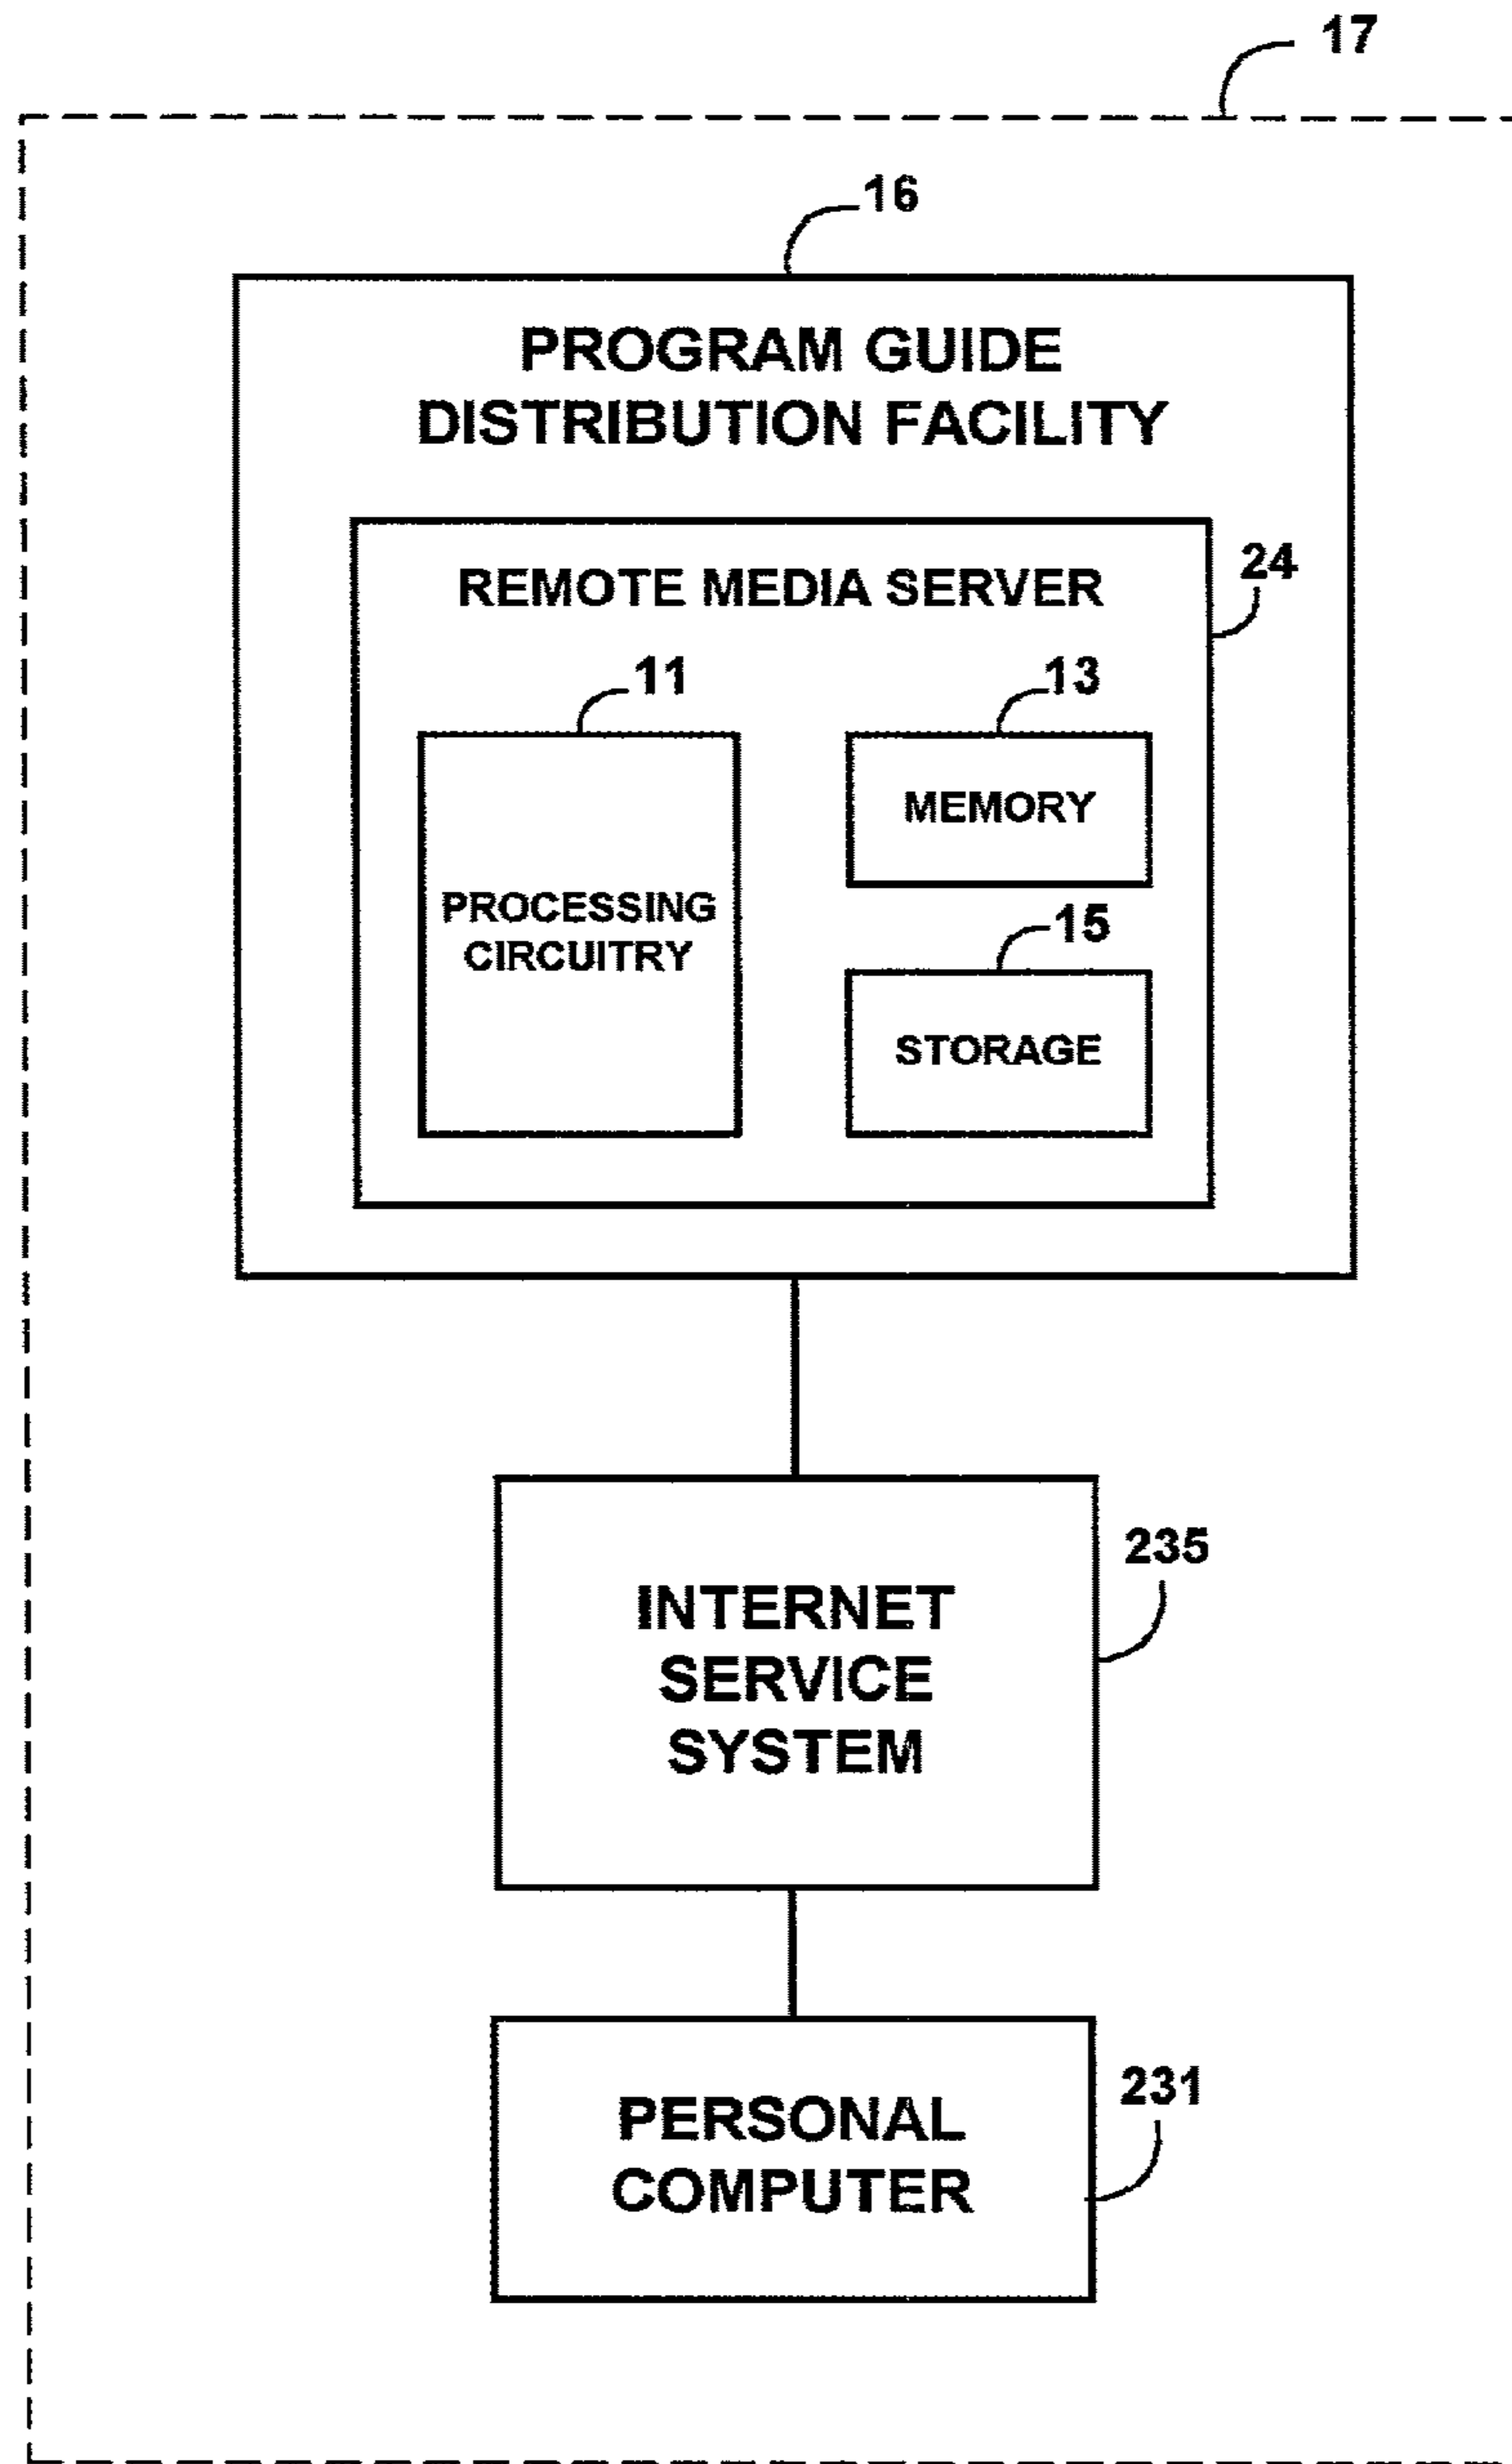 17
16
PROGRAM GUIDE
DISTRIBUTION FACILITY
24
REMOTE MEDIA SERVER
11
13
MEMORY
PROCESSING
CIRCUITRY
15
STORAGE
235
INTERNET
SERVICE
SYSTEM
231
PERSONAL
COMPUTER